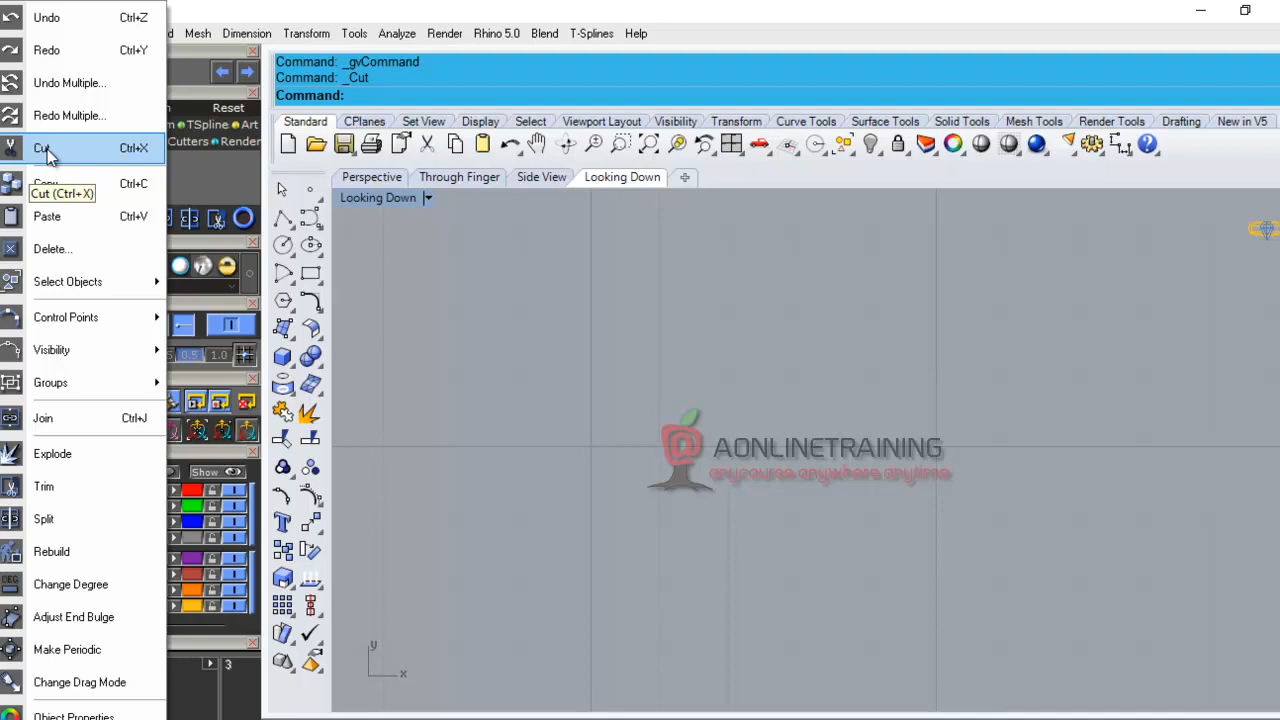 Undo Ctrl+Z
Redo Ctrl+Y
Undo Multiple...
Redo Multiple...
Cut Ctrl+X
Copy Ctrl+C
Cut (Ctrl+X)
Paste Ctrl+V
Delete...
Select Objects
Control Points
Visibility
Groups
Join Ctrl+J
Explode
Trim
Split
Rebuild
Change Degree
Adjust End Bulge
Make Periodic
Change Drag Mode
Object Properties
Mesh Dimension Transform Tools Analyze Render Rhino 5.0 Blend T-Splines Help
Reset
TSpline Art
Cutters Render
0.5 1.0
Show
3
Command: _gvCommand
Command: _Cut
Command:
Standard CPlanes Set View Display Select Viewport Layout Visibility Transform Curve Tools Surface Tools Solid Tools Mesh Tools Render Tools Drafting New in V5
Perspective Through Finger Side View Looking Down
Looking Down
AONLINETRAINING
anycourse anywhere anytime
y
x